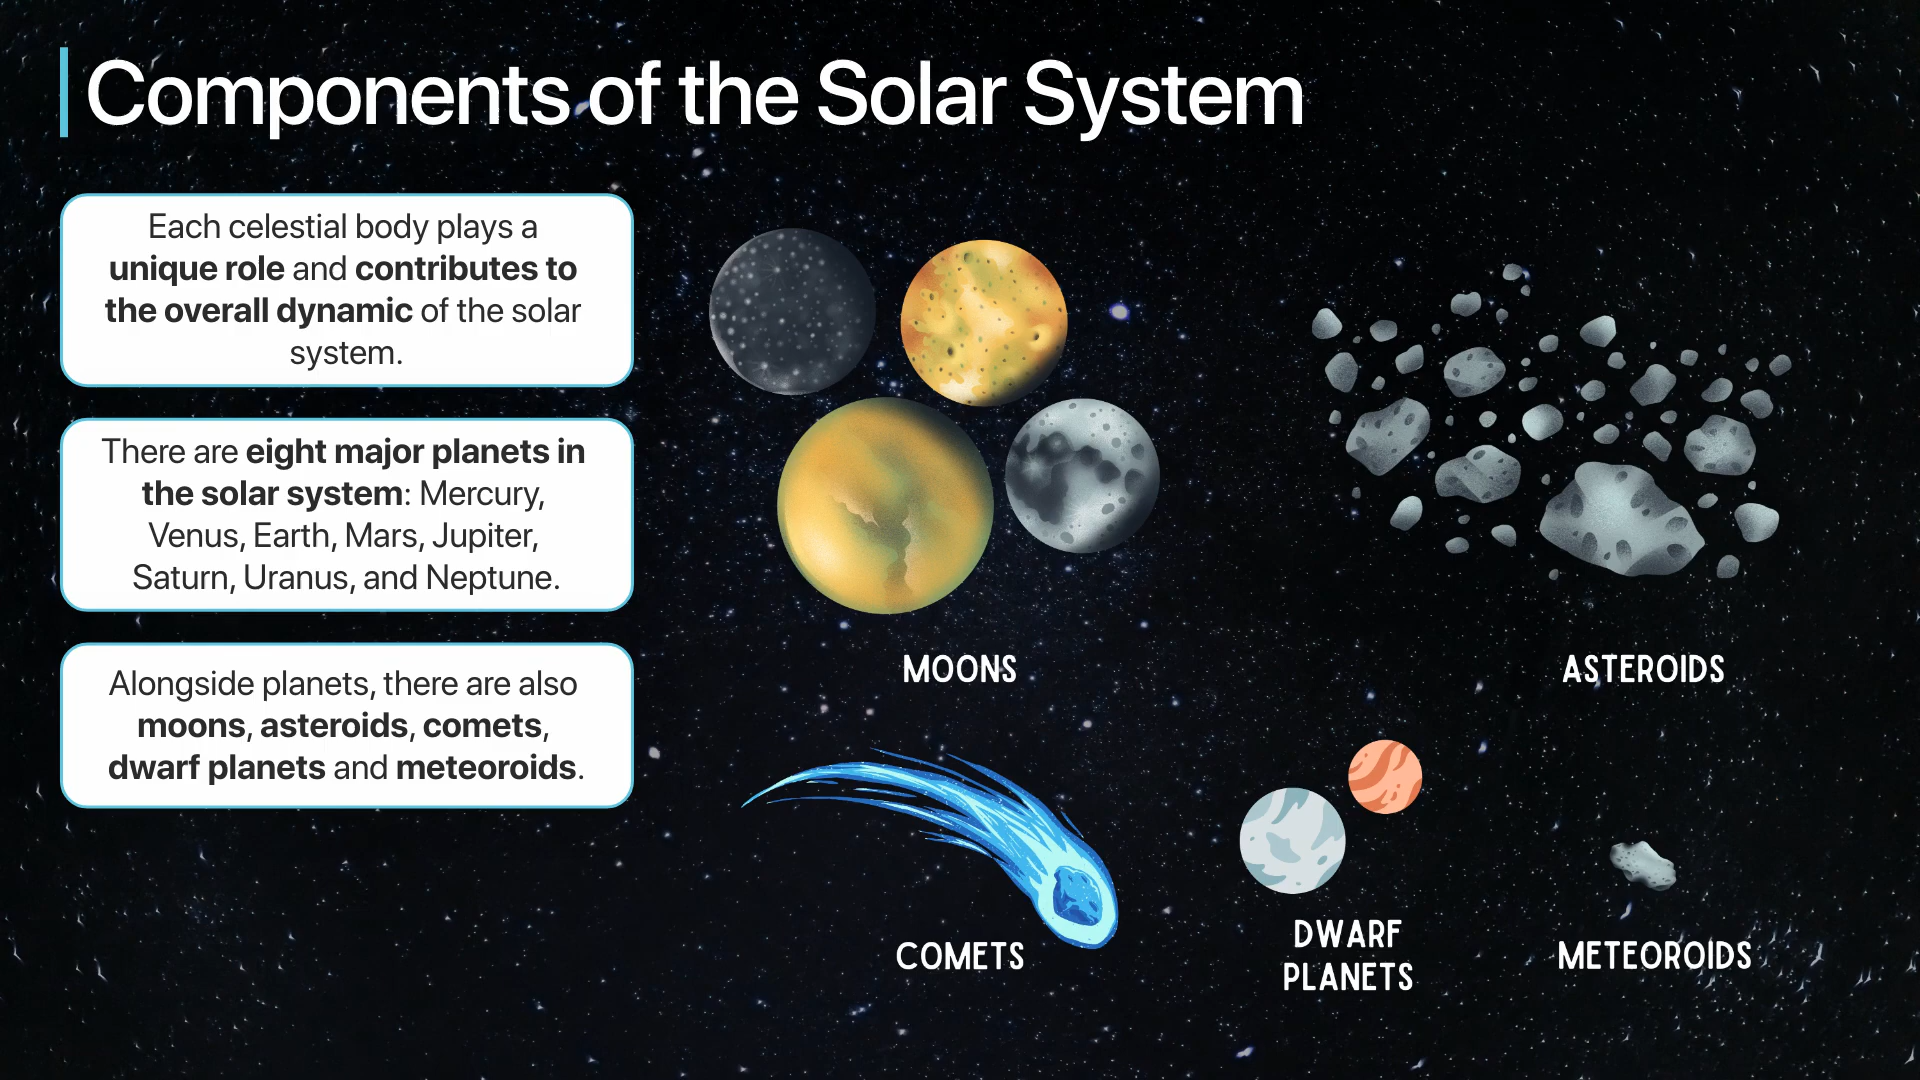 Components of the Solar System
Each celestial body plays a
unique role and contributes to
the overall dynamic of the solar
system.
There are eight major planets in
the solar system: Mercury,
Venus, Earth, Mars, Jupiter,
Saturn, Uranus, and Neptune.
Alongside planets, there are also
moons, asteroids, comets,
dwarf planets and meteoroids.
MOONS
ASTEROIDS
COMETS
DWARF
PLANETS
METEOROIDS